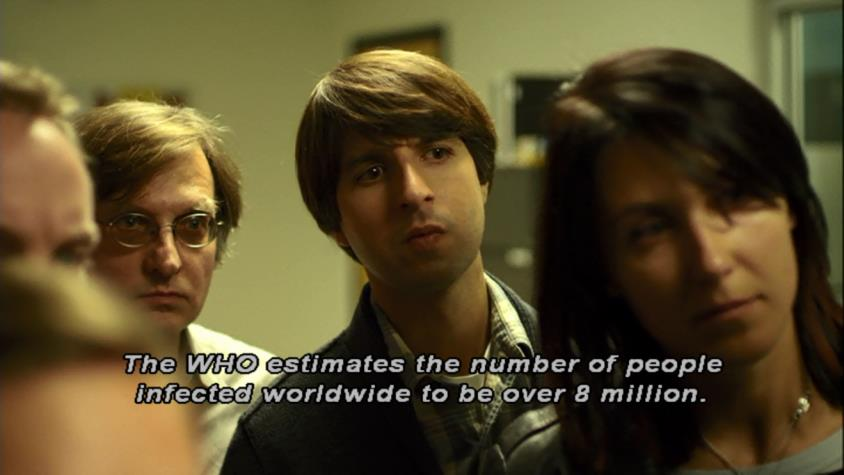 The WHO estimates the number of people
infected worldwide to be over 8 million.